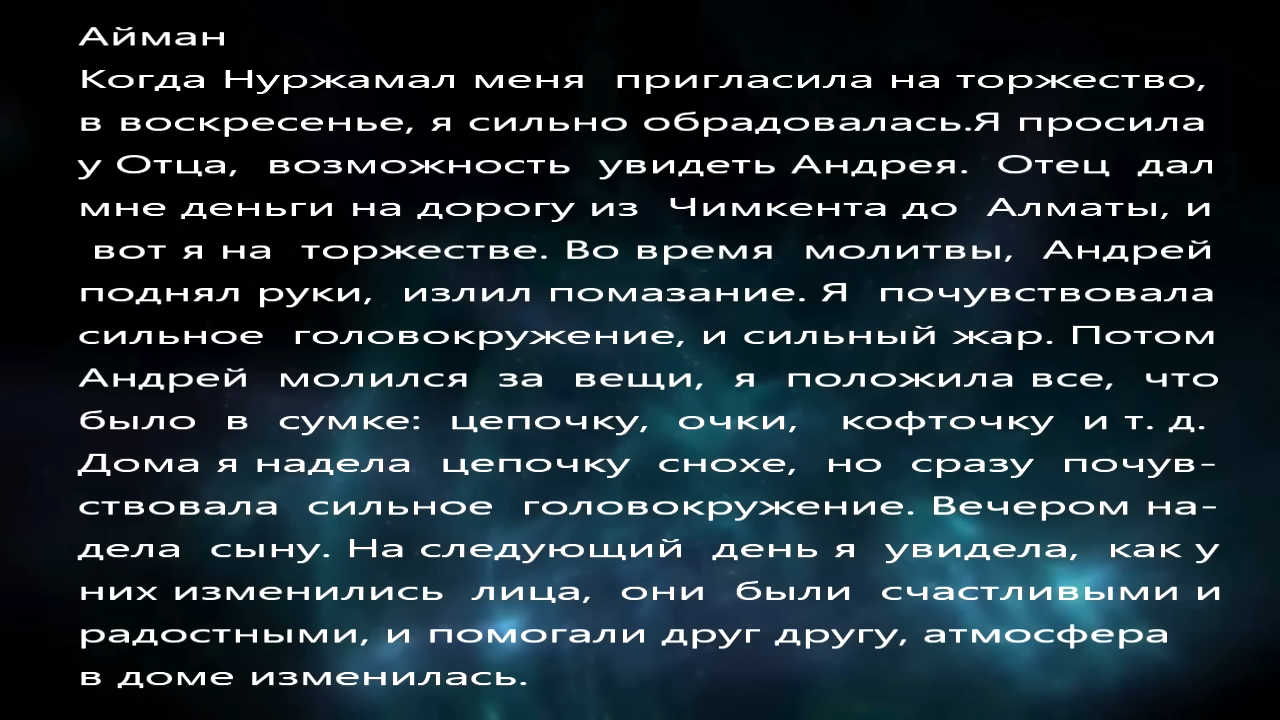 Айман
Когда Нуржамал меня пригласила на торжество,
в воскресенье, я сильно обрадовалась.Я просила
у Отца, возможность увидеть Андрея. Отец дал
мне деньги на дорогу из Чимкента до Алматы, и
вот я на торжестве. Во время молитвы, Андрей
поднял руки, излил помазание. Я почувствовала
сильное головокружение, и сильный жар. Потом
Андрей молился за вещи, я положила все, что
было в сумке: цепочку, очки, кофточку и т. д.
Дома я надела цепочку снохе, но сразу почув-
ствовала сильное головокружение. Вечером на-
дела сыну. На следующий день я увидела, как у
них изменились лица, они были счастливыми и
радостными, и помогали друг другу, атмосфера
в доме изменилась.